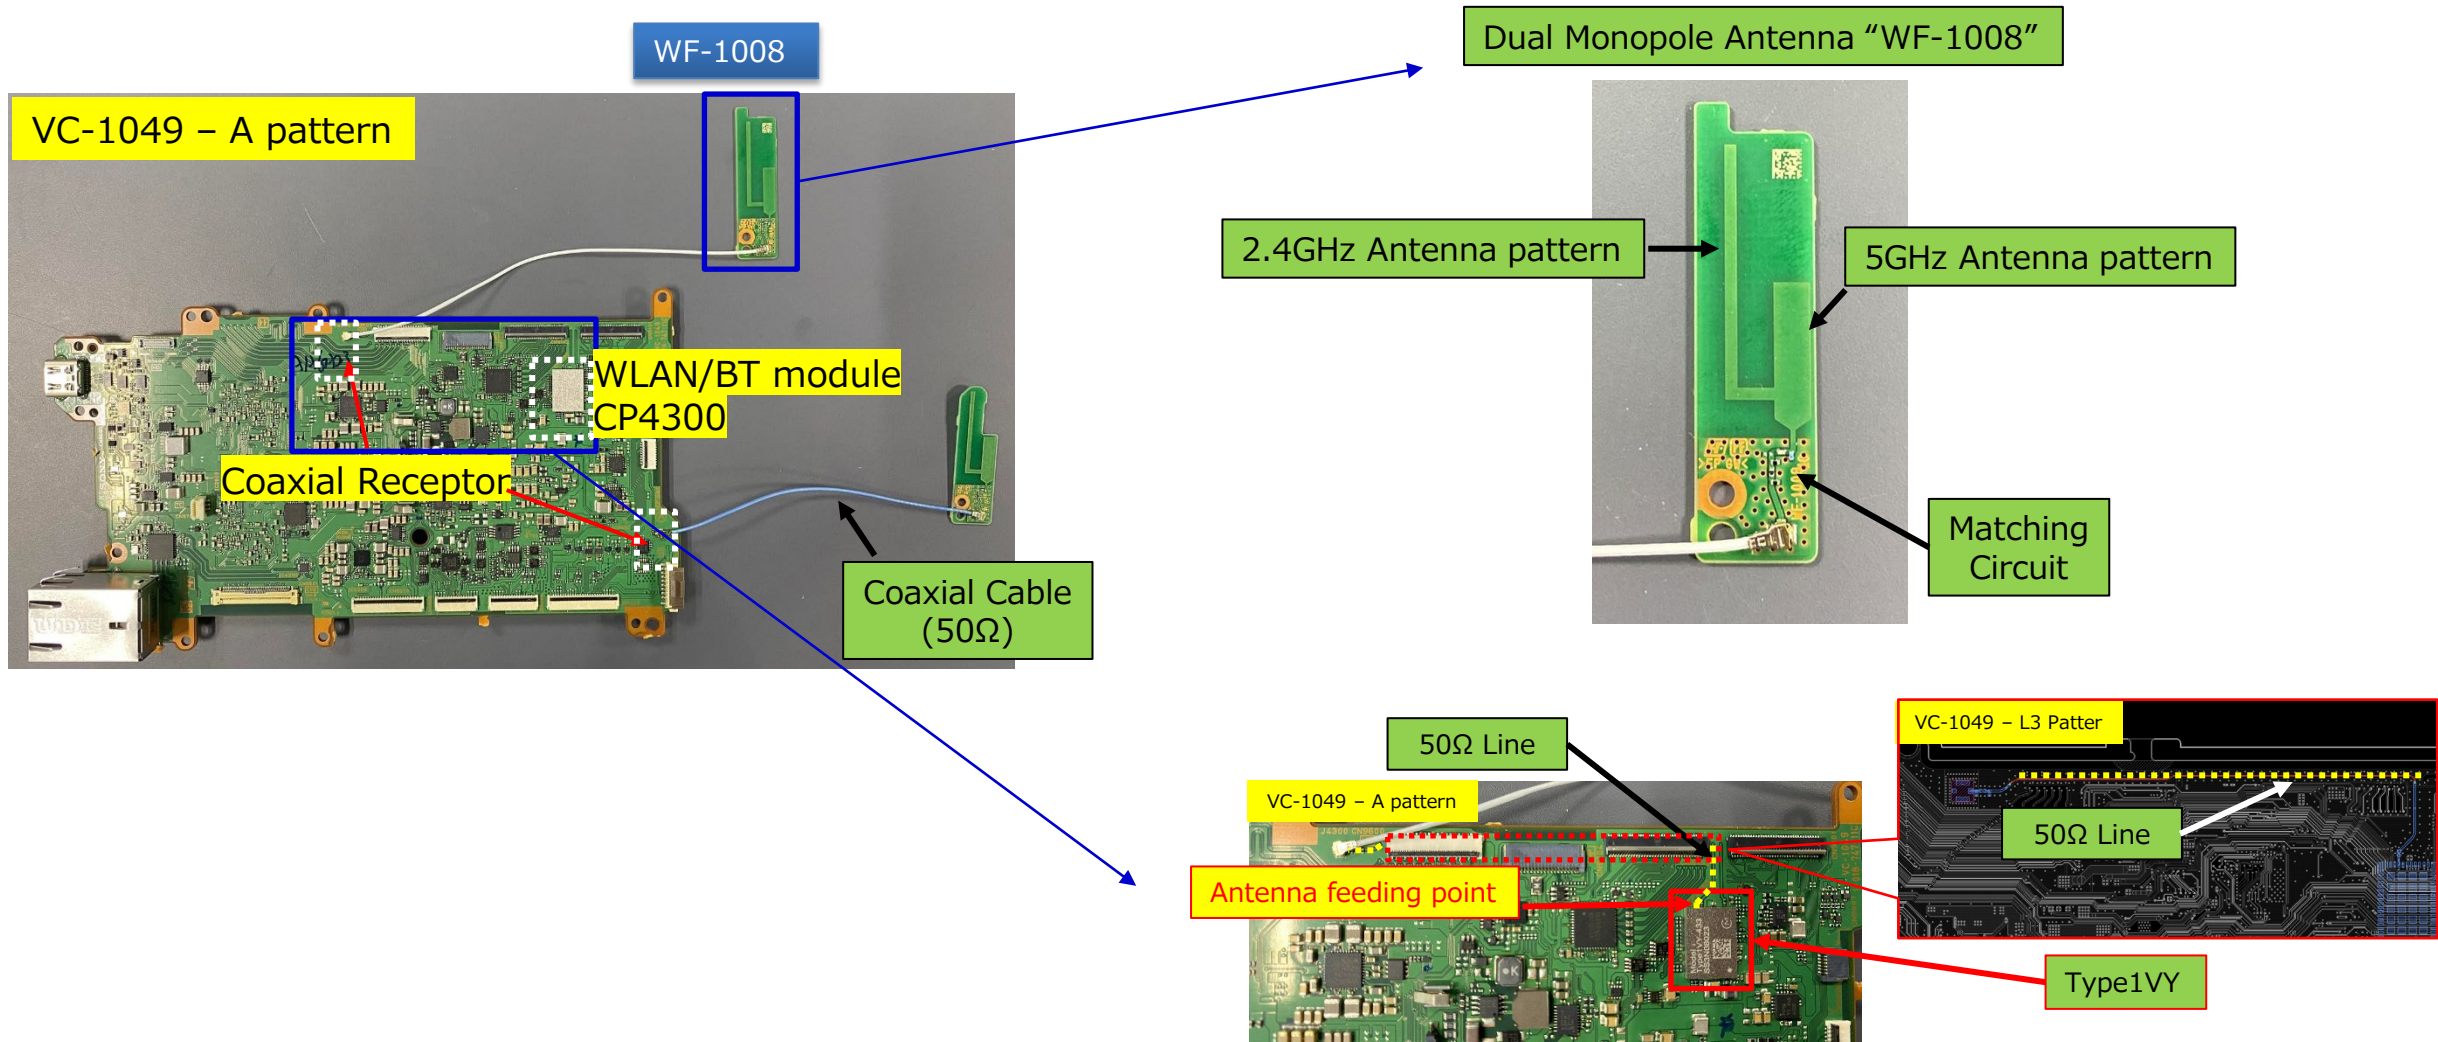 WF-1008
Dual Monopole Antenna “WF-1008”
VC-1049 – A pattern
2.4GHz Antenna pattern
5GHz Antenna pattern
WLAN/BT module
CP4300
Coaxial Receptor
Matching
Circuit
Coaxial Cable
(50Ω)
50Ω Line
VC-1049 – L3 Patter
VC-1049 – A pattern
J4300 CN9600
50Ω Line
Antenna feeding point
Type1VY